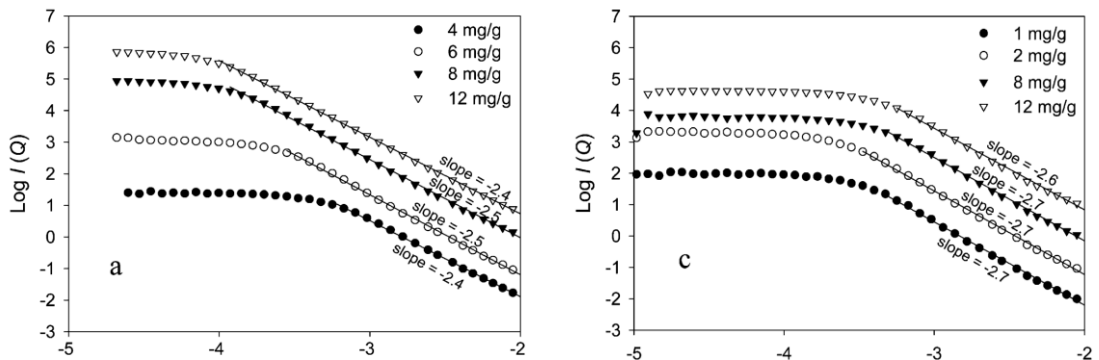 7
6
5
4
3
2
1
0
-1
-2
-3
Log I (Q)
4 mg/g
6 mg/g
8 mg/g
12 mg/g
slope = -2.4
slope = -2.5
slope = -2.5
slope = -2.4
a
-5 -4 -3 -2
7
6
5
4
3
2
1
0
-1
-2
-3
Log I (Q)
1 mg/g
2 mg/g
8 mg/g
12 mg/g
slope = -2.6
slope = -2.7
slope = -2.7
slope = -2.7
c
-5 -4 -3 -2